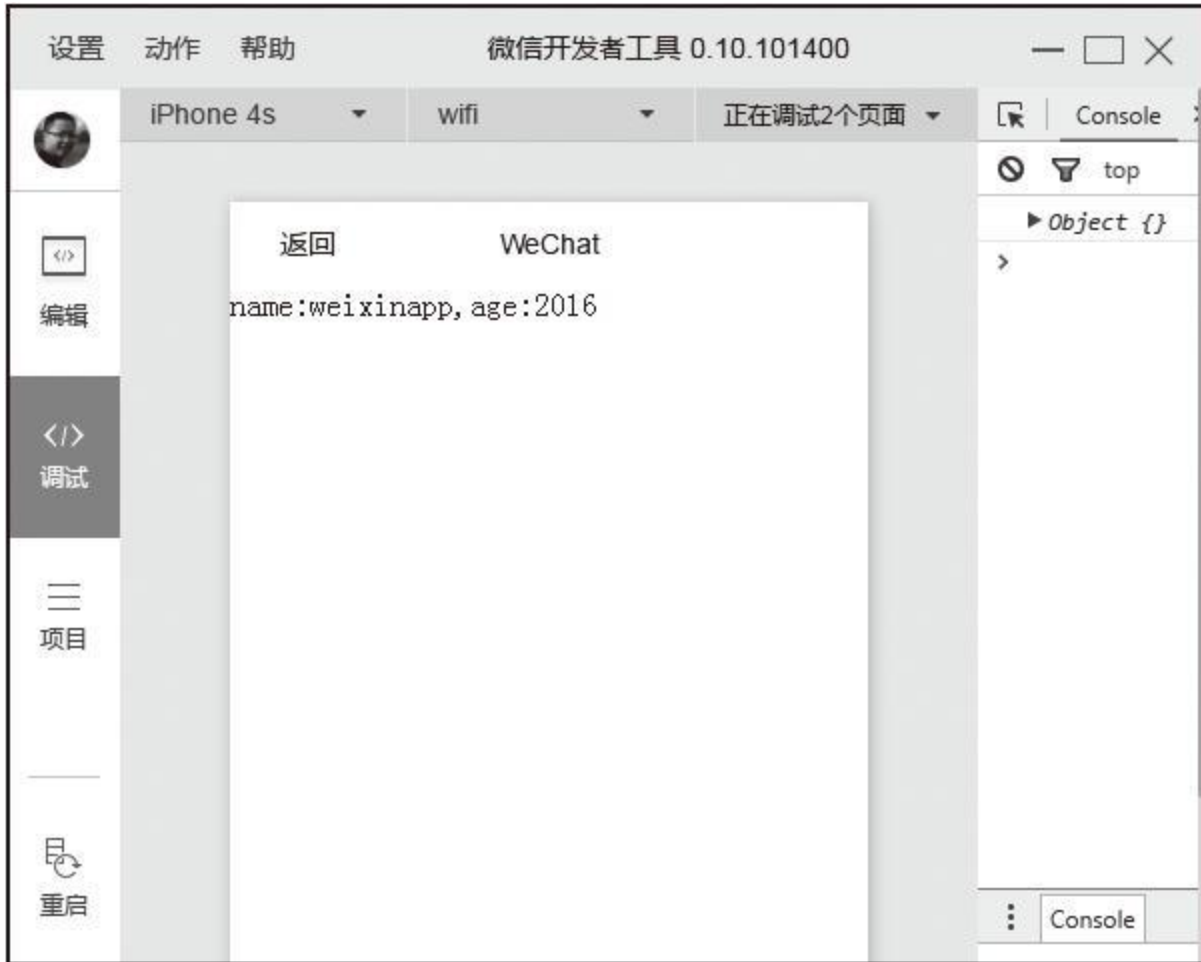 设置 动作 帮助 微信开发者工具 0.10.101400
iPhone 4s wifi 正在调试2个页面 Console
top
返回 WeChat
Object {}
name:weixinapp,age:2016
编辑
调试
项目
重启
Console